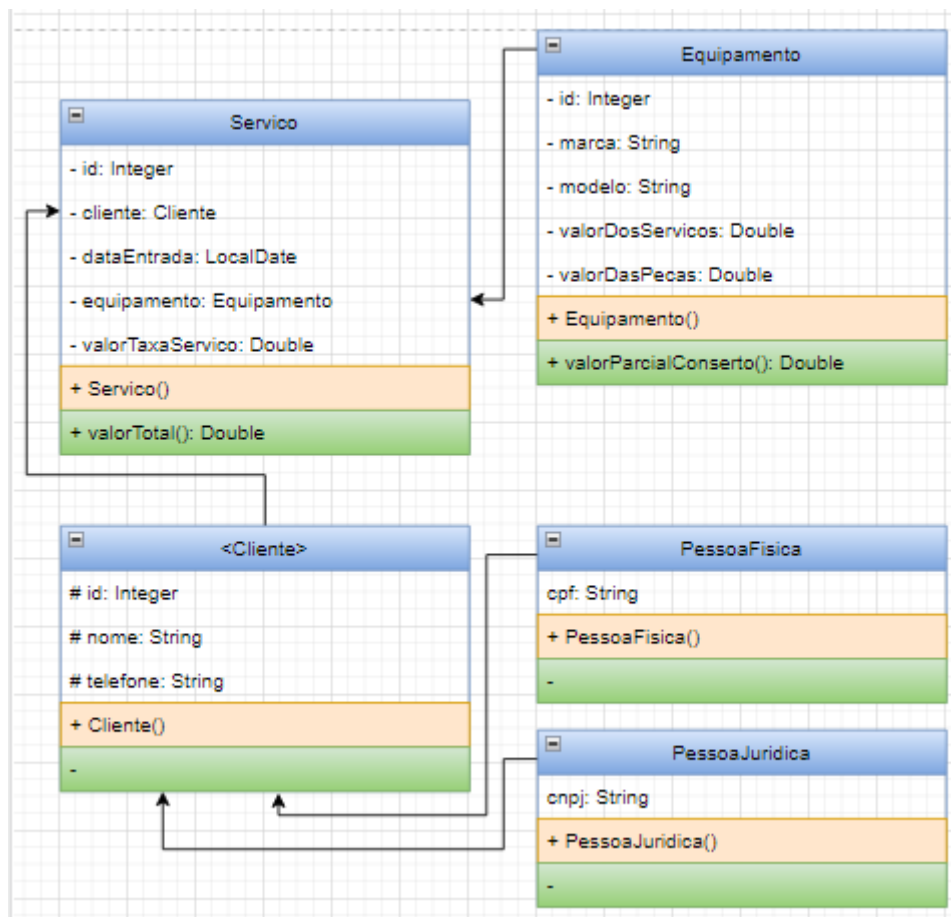 Servico
- id: Integer
- cliente: Cliente
- dataEntrada: LocalDate
- equipamento: Equipamento
- valorTaxaServico: Double
+ Servico()
+ valorTotal(): Double
Equipamento
- id: Integer
- marca: String
- modelo: String
- valorDosServicos: Double
- valorDasPecas: Double
+ Equipamento()
+ valorParcialConserto(): Double
<Cliente>
# id: Integer
# nome: String
# telefone: String
+ Cliente()
-
PessoaFisica
cpf: String
+ PessoaFisica()
-
PessoaJuridica
cnpj: String
+ PessoaJuridica()
-